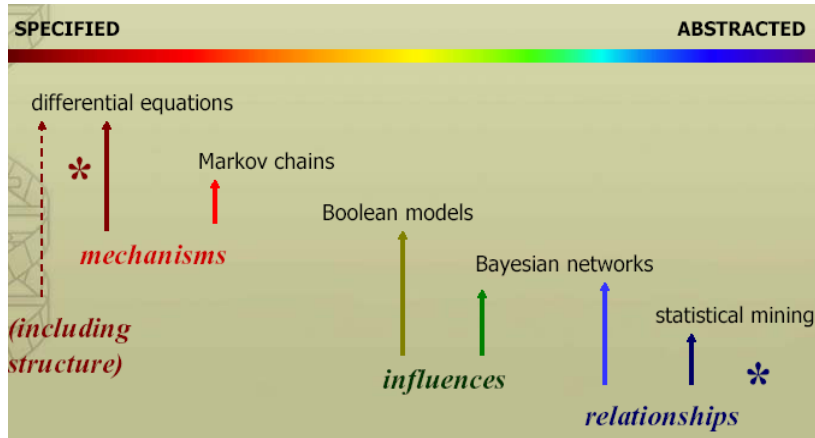 SPECIFIED
ABSTRACTED
differential equations
*
Markov chains
Boolean models
mechanisms
Bayesian networks
(including
structure)
statistical mining
influences
*
relationships